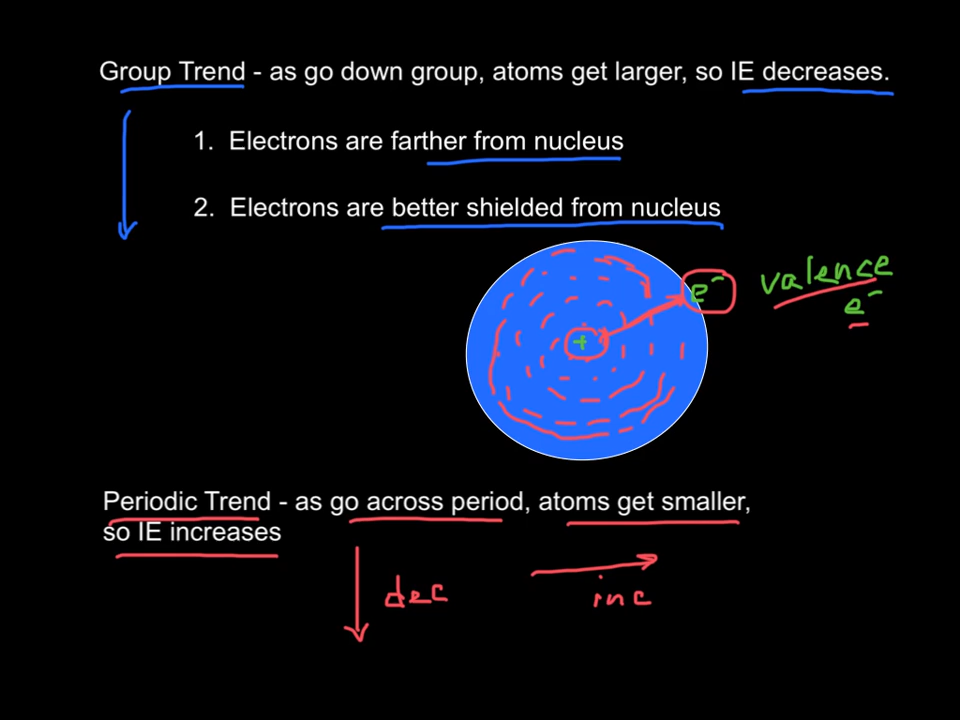 Group Trend - as go down group, atoms get larger, so IE decreases.
1. Electrons are farther from nucleus
2. Electrons are better shielded from nucleus
e⁻
valence
e⁻
+
Periodic Trend - as go across period, atoms get smaller,
so IE increases
dec
inc